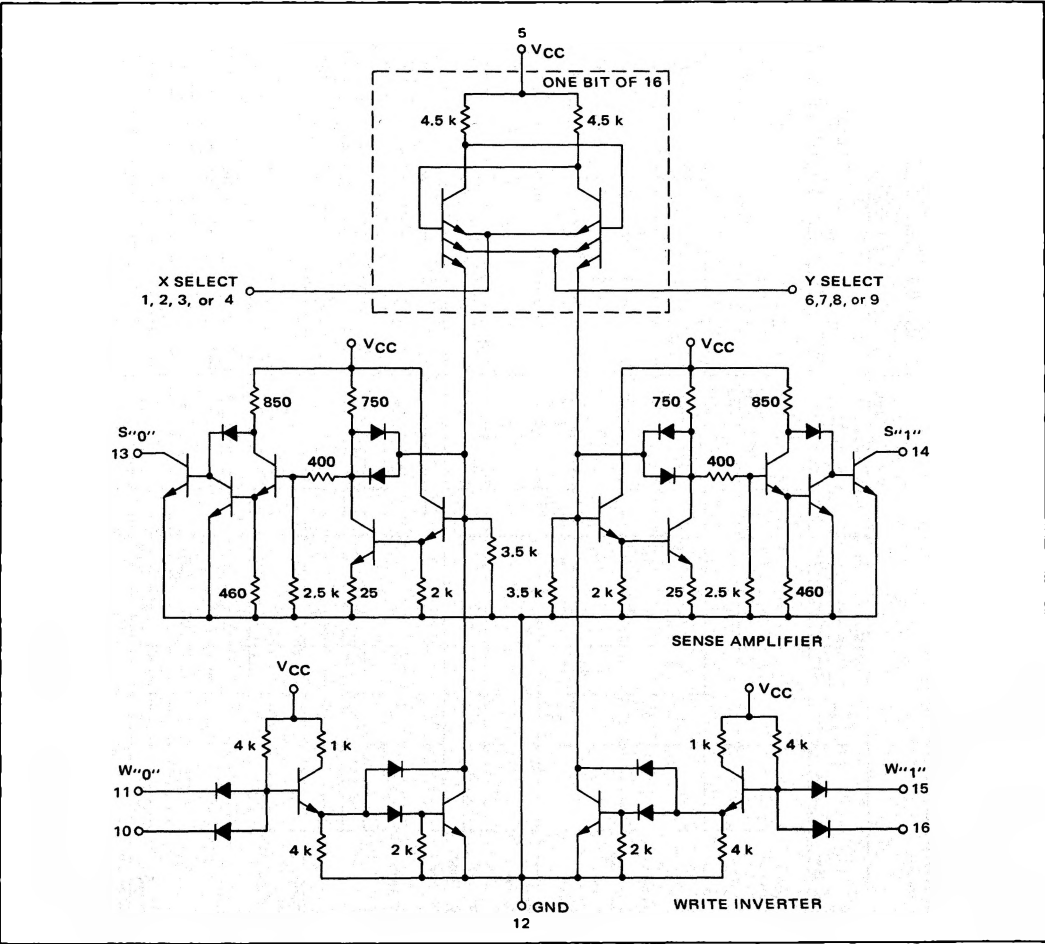 5
VCC
ONE BIT OF 16
4.5 k
4.5 k
X SELECT
1, 2, 3, or 4
Y SELECT
6,7,8, or 9
VCC
VCC
850
750
750
850
S"0"
13
400
400
S"1"
14
3.5 k
460
2.5 k
25
2 k
3.5 k
2 k
25
2.5 k
460
SENSE AMPLIFIER
VCC
VCC
4 k
1 k
1 k
4 k
W"0"
11
W"1"
15
10
16
4 k
2 k
2 k
4 k
GND
12
WRITE INVERTER